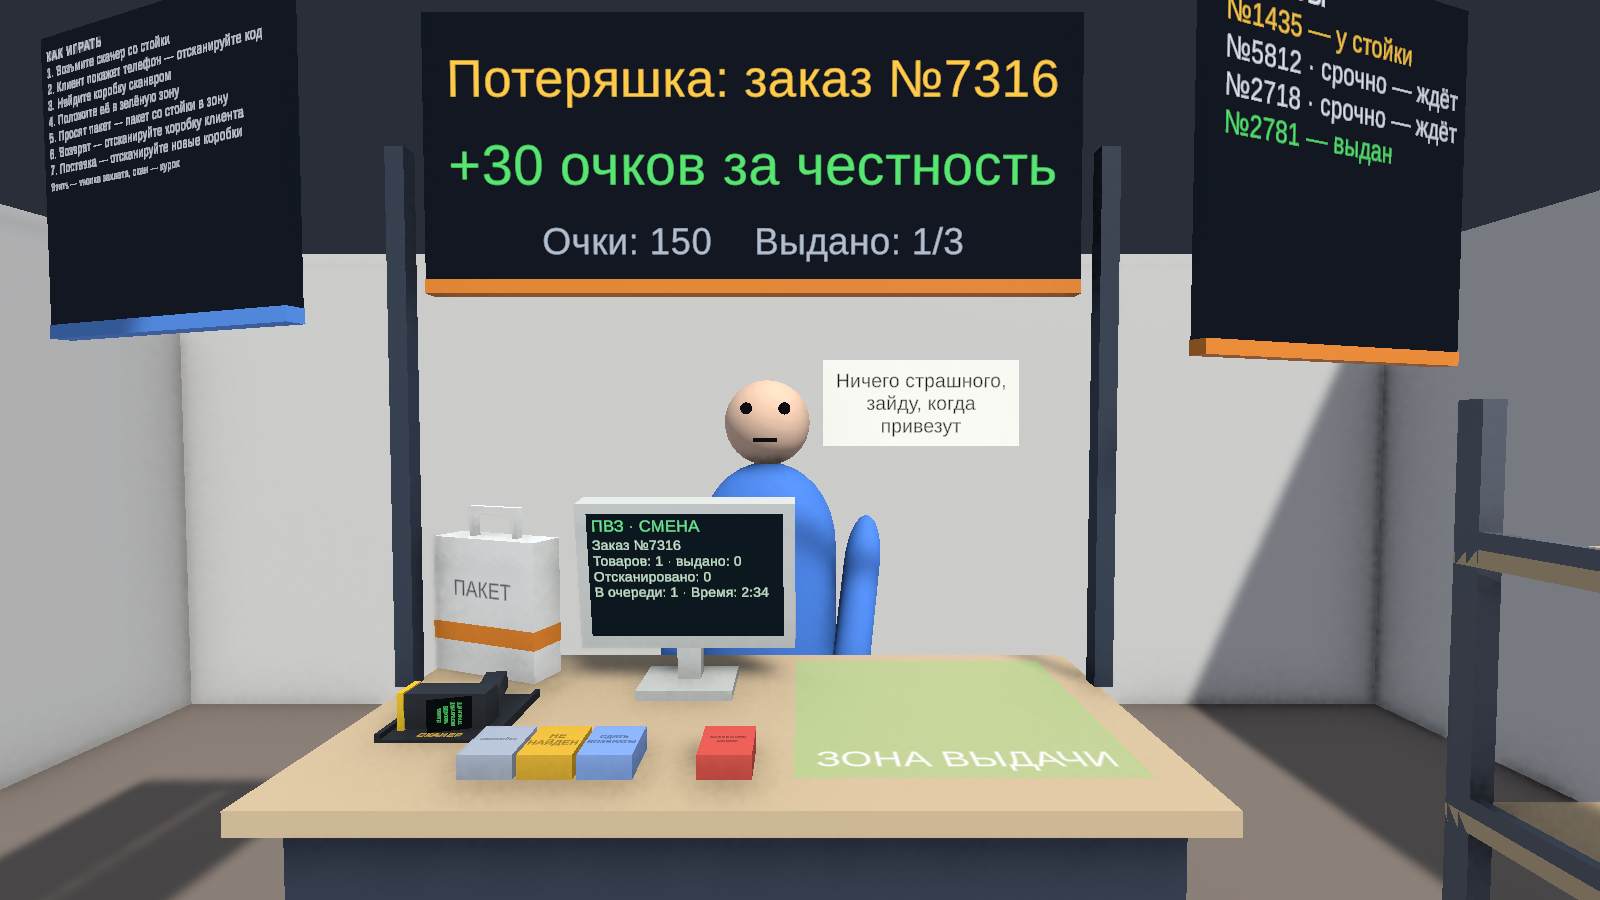 КАК ИГРАТЬ
1. Возьмите сканер со стойки
2. Клиент покажет телефон — отсканируйте код
3. Найдите коробку сканером
4. Положите её в зелёную зону
5. Просят пакет — пакет со стойки в зону
6. Возврат — отсканируйте коробку клиента
7. Поставка — отсканируйте новые коробки
Потеряшка: заказ №7316
+30 очков за честность
Очки: 150 Выдано: 1/3
№1435 — у стойки
№5812 · срочно — ждёт
№2718 · срочно — ждёт
№2781 — выдан
Ничего страшного,
зайду, когда
привезут
ПВЗ · СМЕНА
Заказ №7316
Товаров: 1 · выдано: 0
Отсканировано: 0
В очереди: 1 · Время: 2:34
ПАКЕТ
СКАНЕР
НЕ
НАЙДЕН
СДАТЬ
ЗОНА ВЫДАЧИ